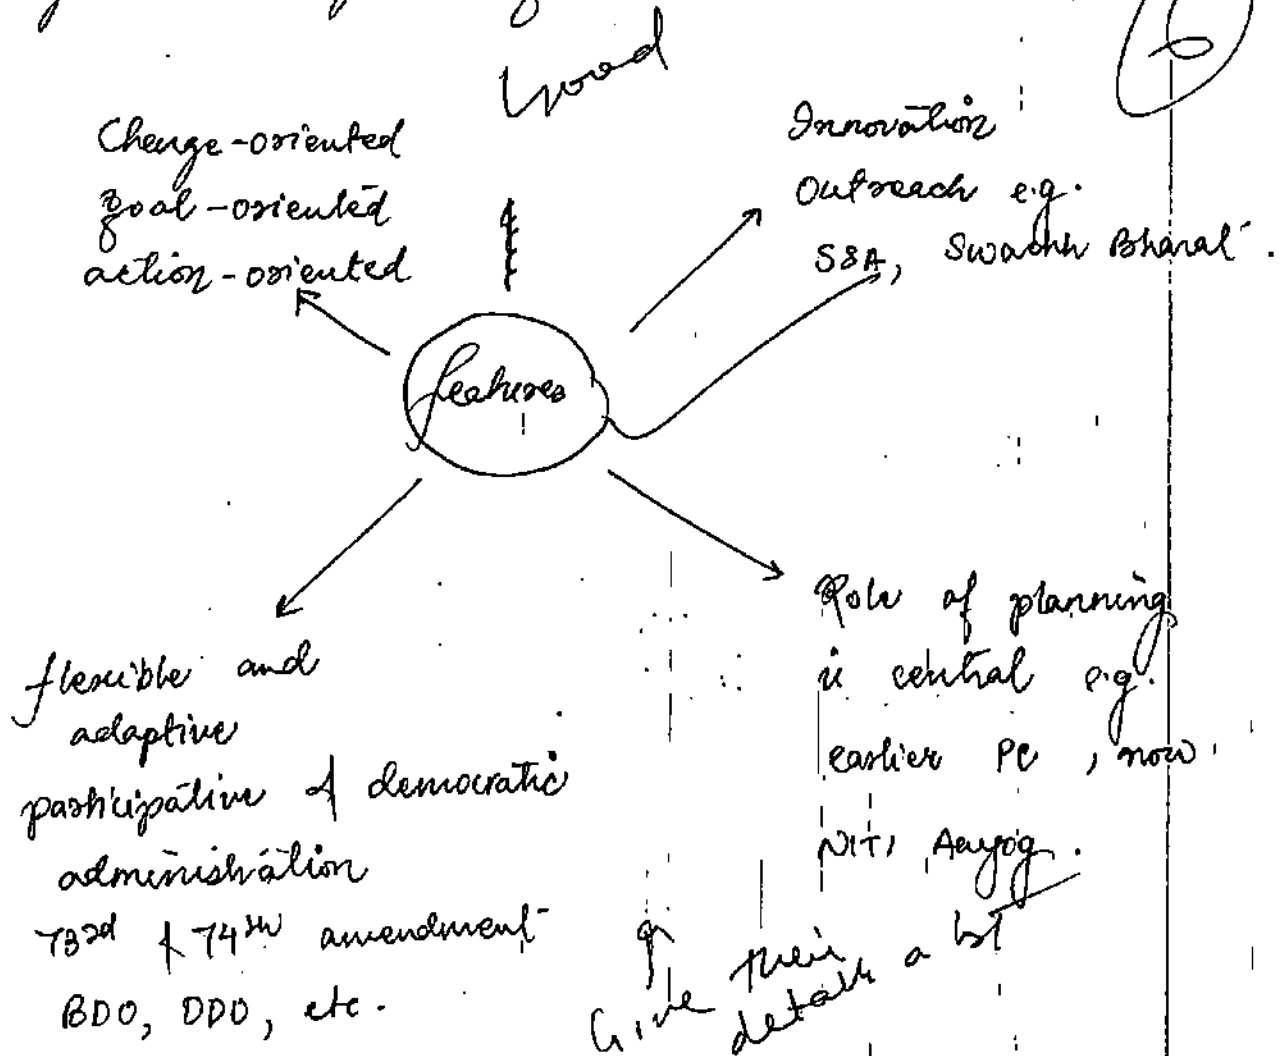 6
Good
Change-oriented
goal-oriented
action-oriented
Innovation
Outreach e.g.
SSA, Swachh Bharat.
features
flexible and
adaptive
participative & democratic
administration
73rd & 74th amendment
BDO, DDO, etc.
Role of planning
is central e.g.
earlier PC, now
NITI Aayog.
Give their
details a bit